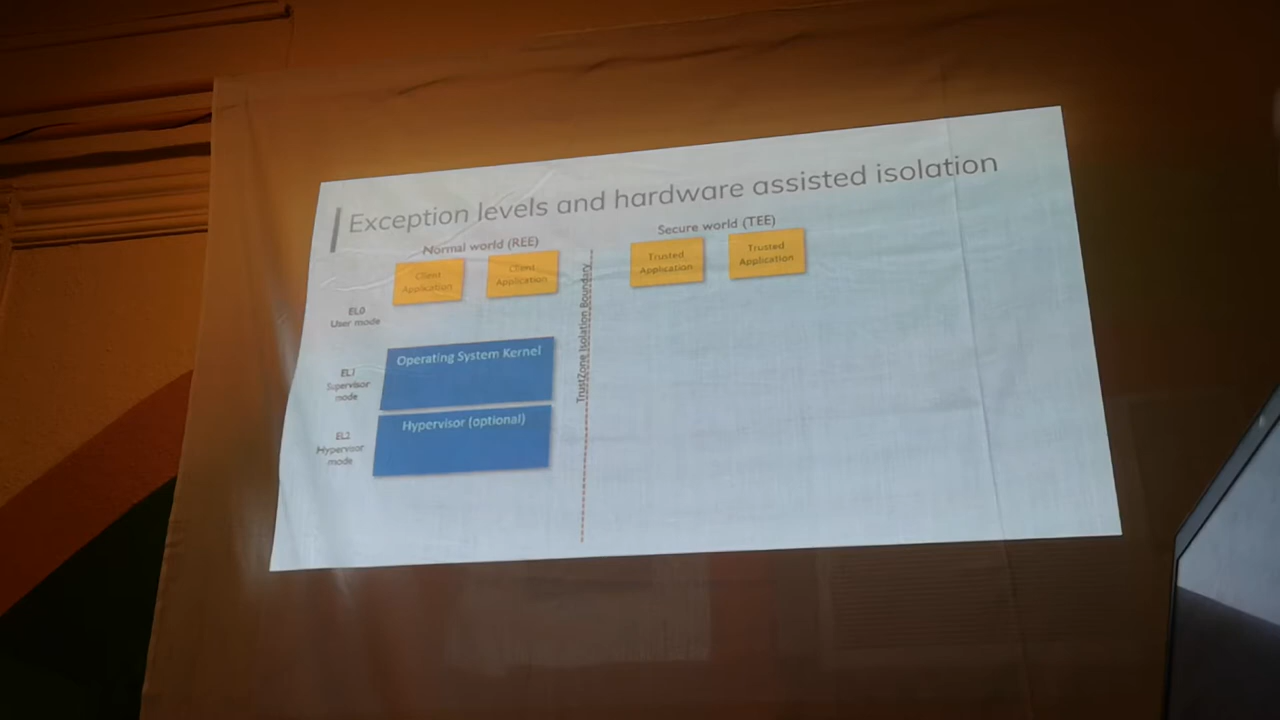 Exception levels and hardware assisted isolation
Normal world (REE)
Secure world (TEE)
Client
Application
Client
Application
Trusted
Application
Trusted
Application
TrustZone Isolation Boundary
EL0
User mode
Operating System Kernel
EL1
Supervisor
mode
Hypervisor (optional)
EL2
Hypervisor
mode